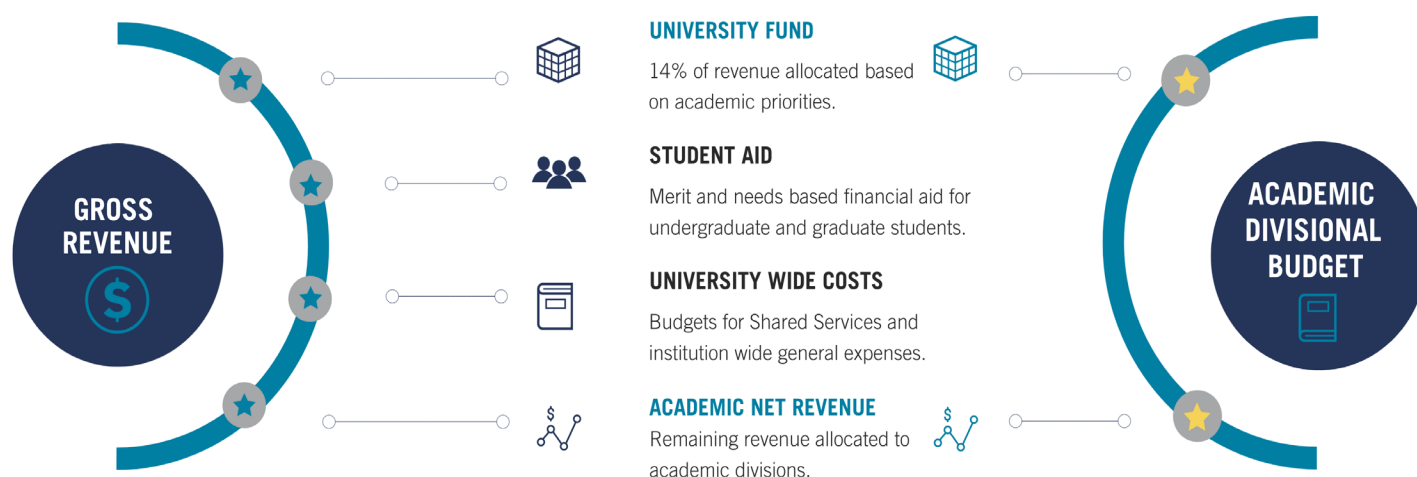 GROSS
REVENUE
$
UNIVERSITY FUND
14% of revenue allocated based
on academic priorities.
STUDENT AID
Merit and needs based financial aid for
undergraduate and graduate students.
UNIVERSITY WIDE COSTS
Budgets for Shared Services and
institution wide general expenses.
$
ACADEMIC NET REVENUE
$
Remaining revenue allocated to
academic divisions.
ACADEMIC
DIVISIONAL
BUDGET